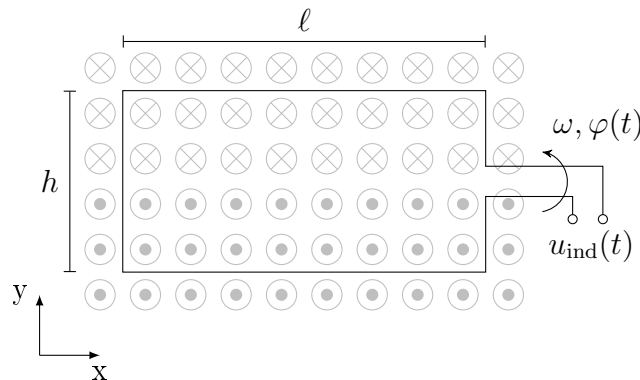 ℓ
ω, φ(t)
h
u_ind(t)
y
x